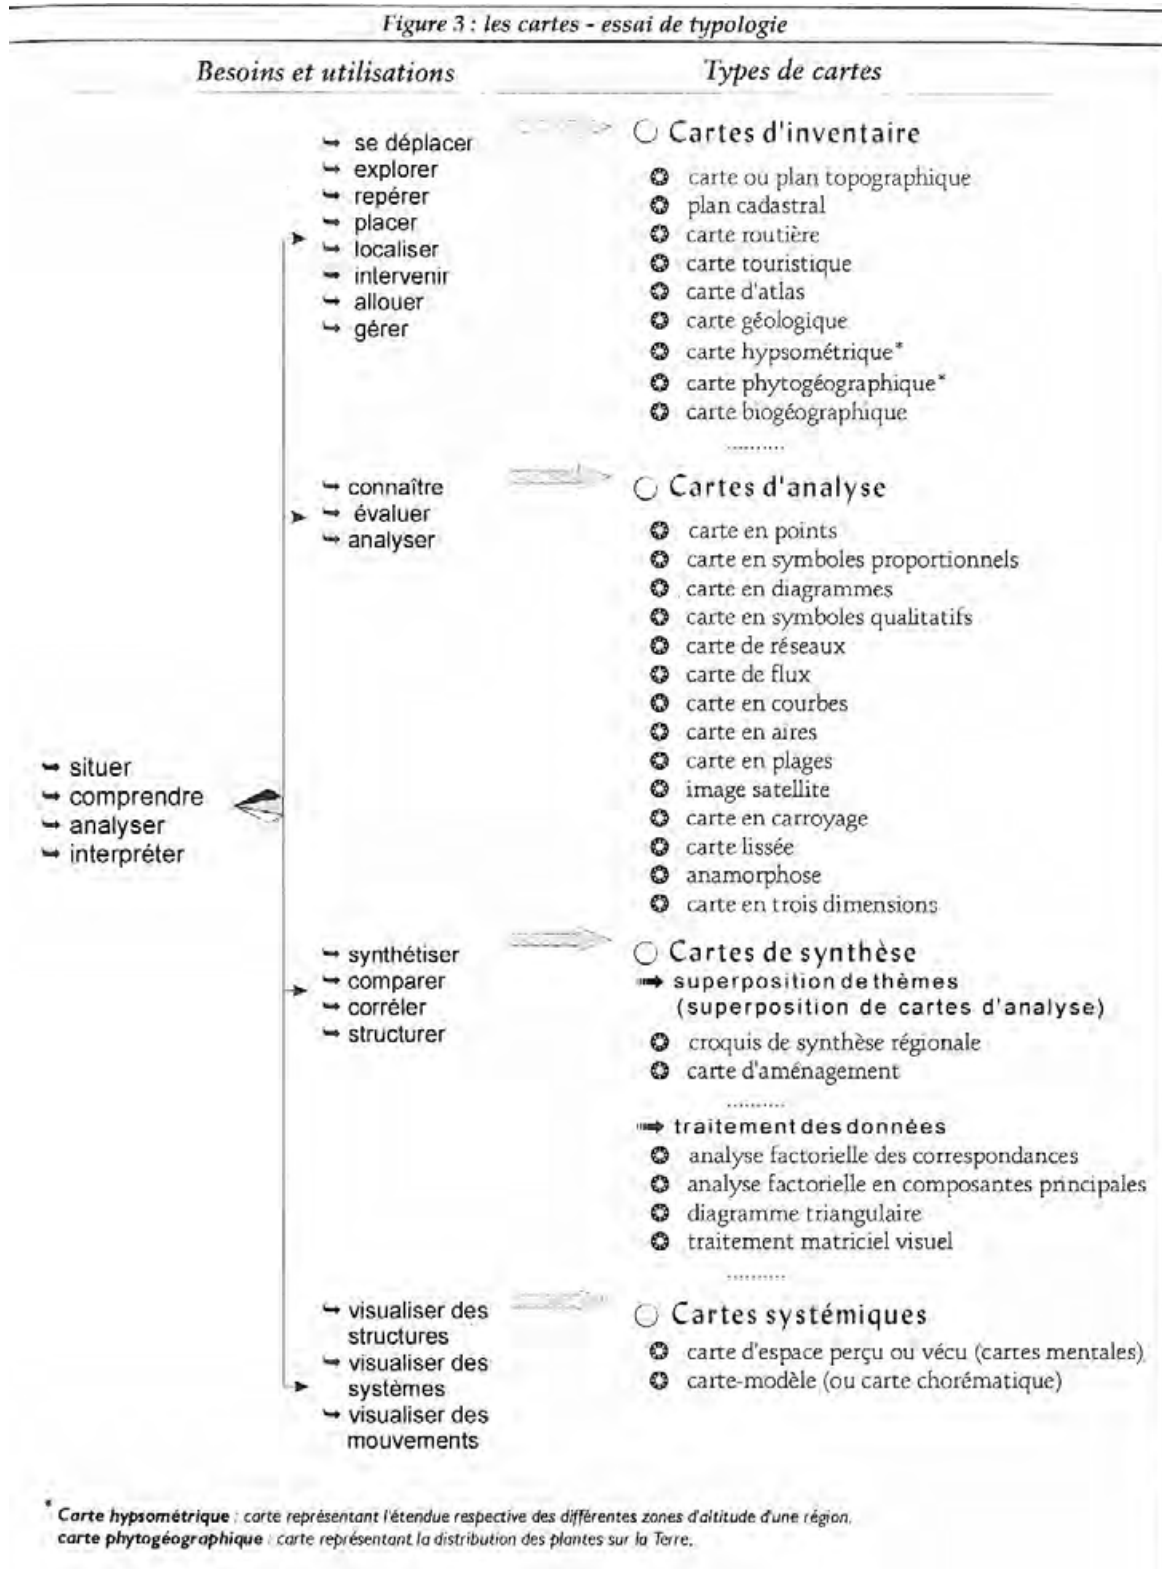 Figure 3 : les cartes - essai de typologie
Besoins et utilisations
Types de cartes
situer
comprendre
analyser
interpréter
se déplacer
explorer
repérer
placer
localiser
intervenir
allouer
gérer
Cartes d'inventaire
carte ou plan topographique
plan cadastral
carte routière
carte touristique
carte d'atlas
carte géologique
carte hypsométrique*
carte phytogéographique*
carte biogéographique
..........
connaître
évaluer
analyser
Cartes d'analyse
carte en points
carte en symboles proportionnels
carte en diagrammes
carte en symboles qualitatifs
carte de réseaux
carte de flux
carte en courbes
carte en aires
carte en plages
image satellite
carte en carroyage
carte lissée
anamorphose
carte en trois dimensions
synthétiser
comparer
corréler
structurer
Cartes de synthèse
superposition de thèmes
(superposition de cartes d'analyse)
croquis de synthèse régionale
carte d'aménagement
..........
traitement des données
analyse factorielle des correspondances
analyse factorielle en composantes principales
diagramme triangulaire
traitement matriciel visuel
..........
visualiser des
structures
visualiser des
systèmes
visualiser des
mouvements
Cartes systémiques
carte d'espace perçu ou vécu (cartes mentales)
carte-modèle (ou carte chorématique)
* Carte hypsométrique : carte représentant l'étendue respective des différentes zones d'altitude d'une région.
carte phytogéographique : carte représentant la distribution des plantes sur la Terre.